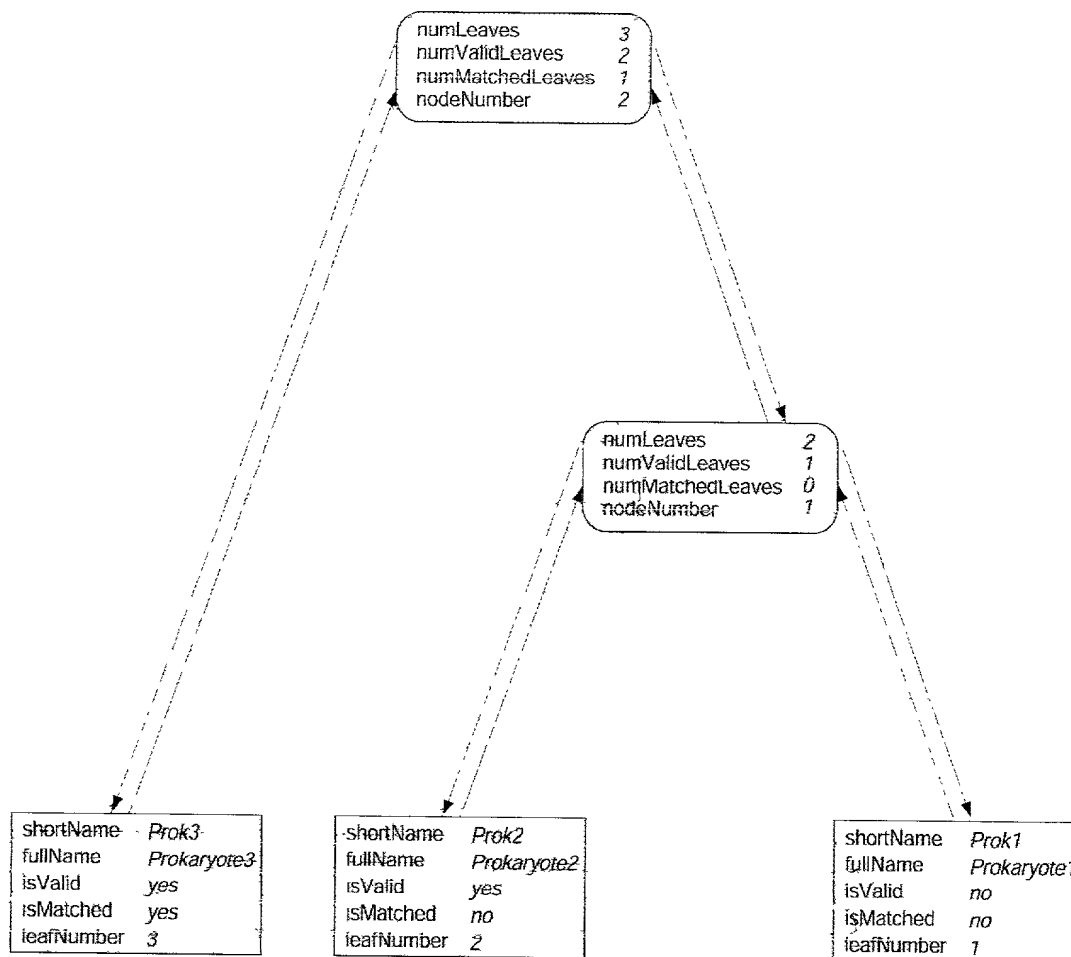 numLeaves 3
numValidLeaves 2
numMatchedLeaves 1
nodeNumber 2
numLeaves 2
numValidLeaves 1
numMatchedLeaves 0
nodeNumber 1
shortName Prok3
fullName Prokaryote3
isValid yes
isMatched yes
leafNumber 3
shortName Prok2
fullName Prokaryote2
isValid yes
isMatched no
leafNumber 2
shortName Prok1
fullName Prokaryote1
isValid no
isMatched no
leafNumber 1